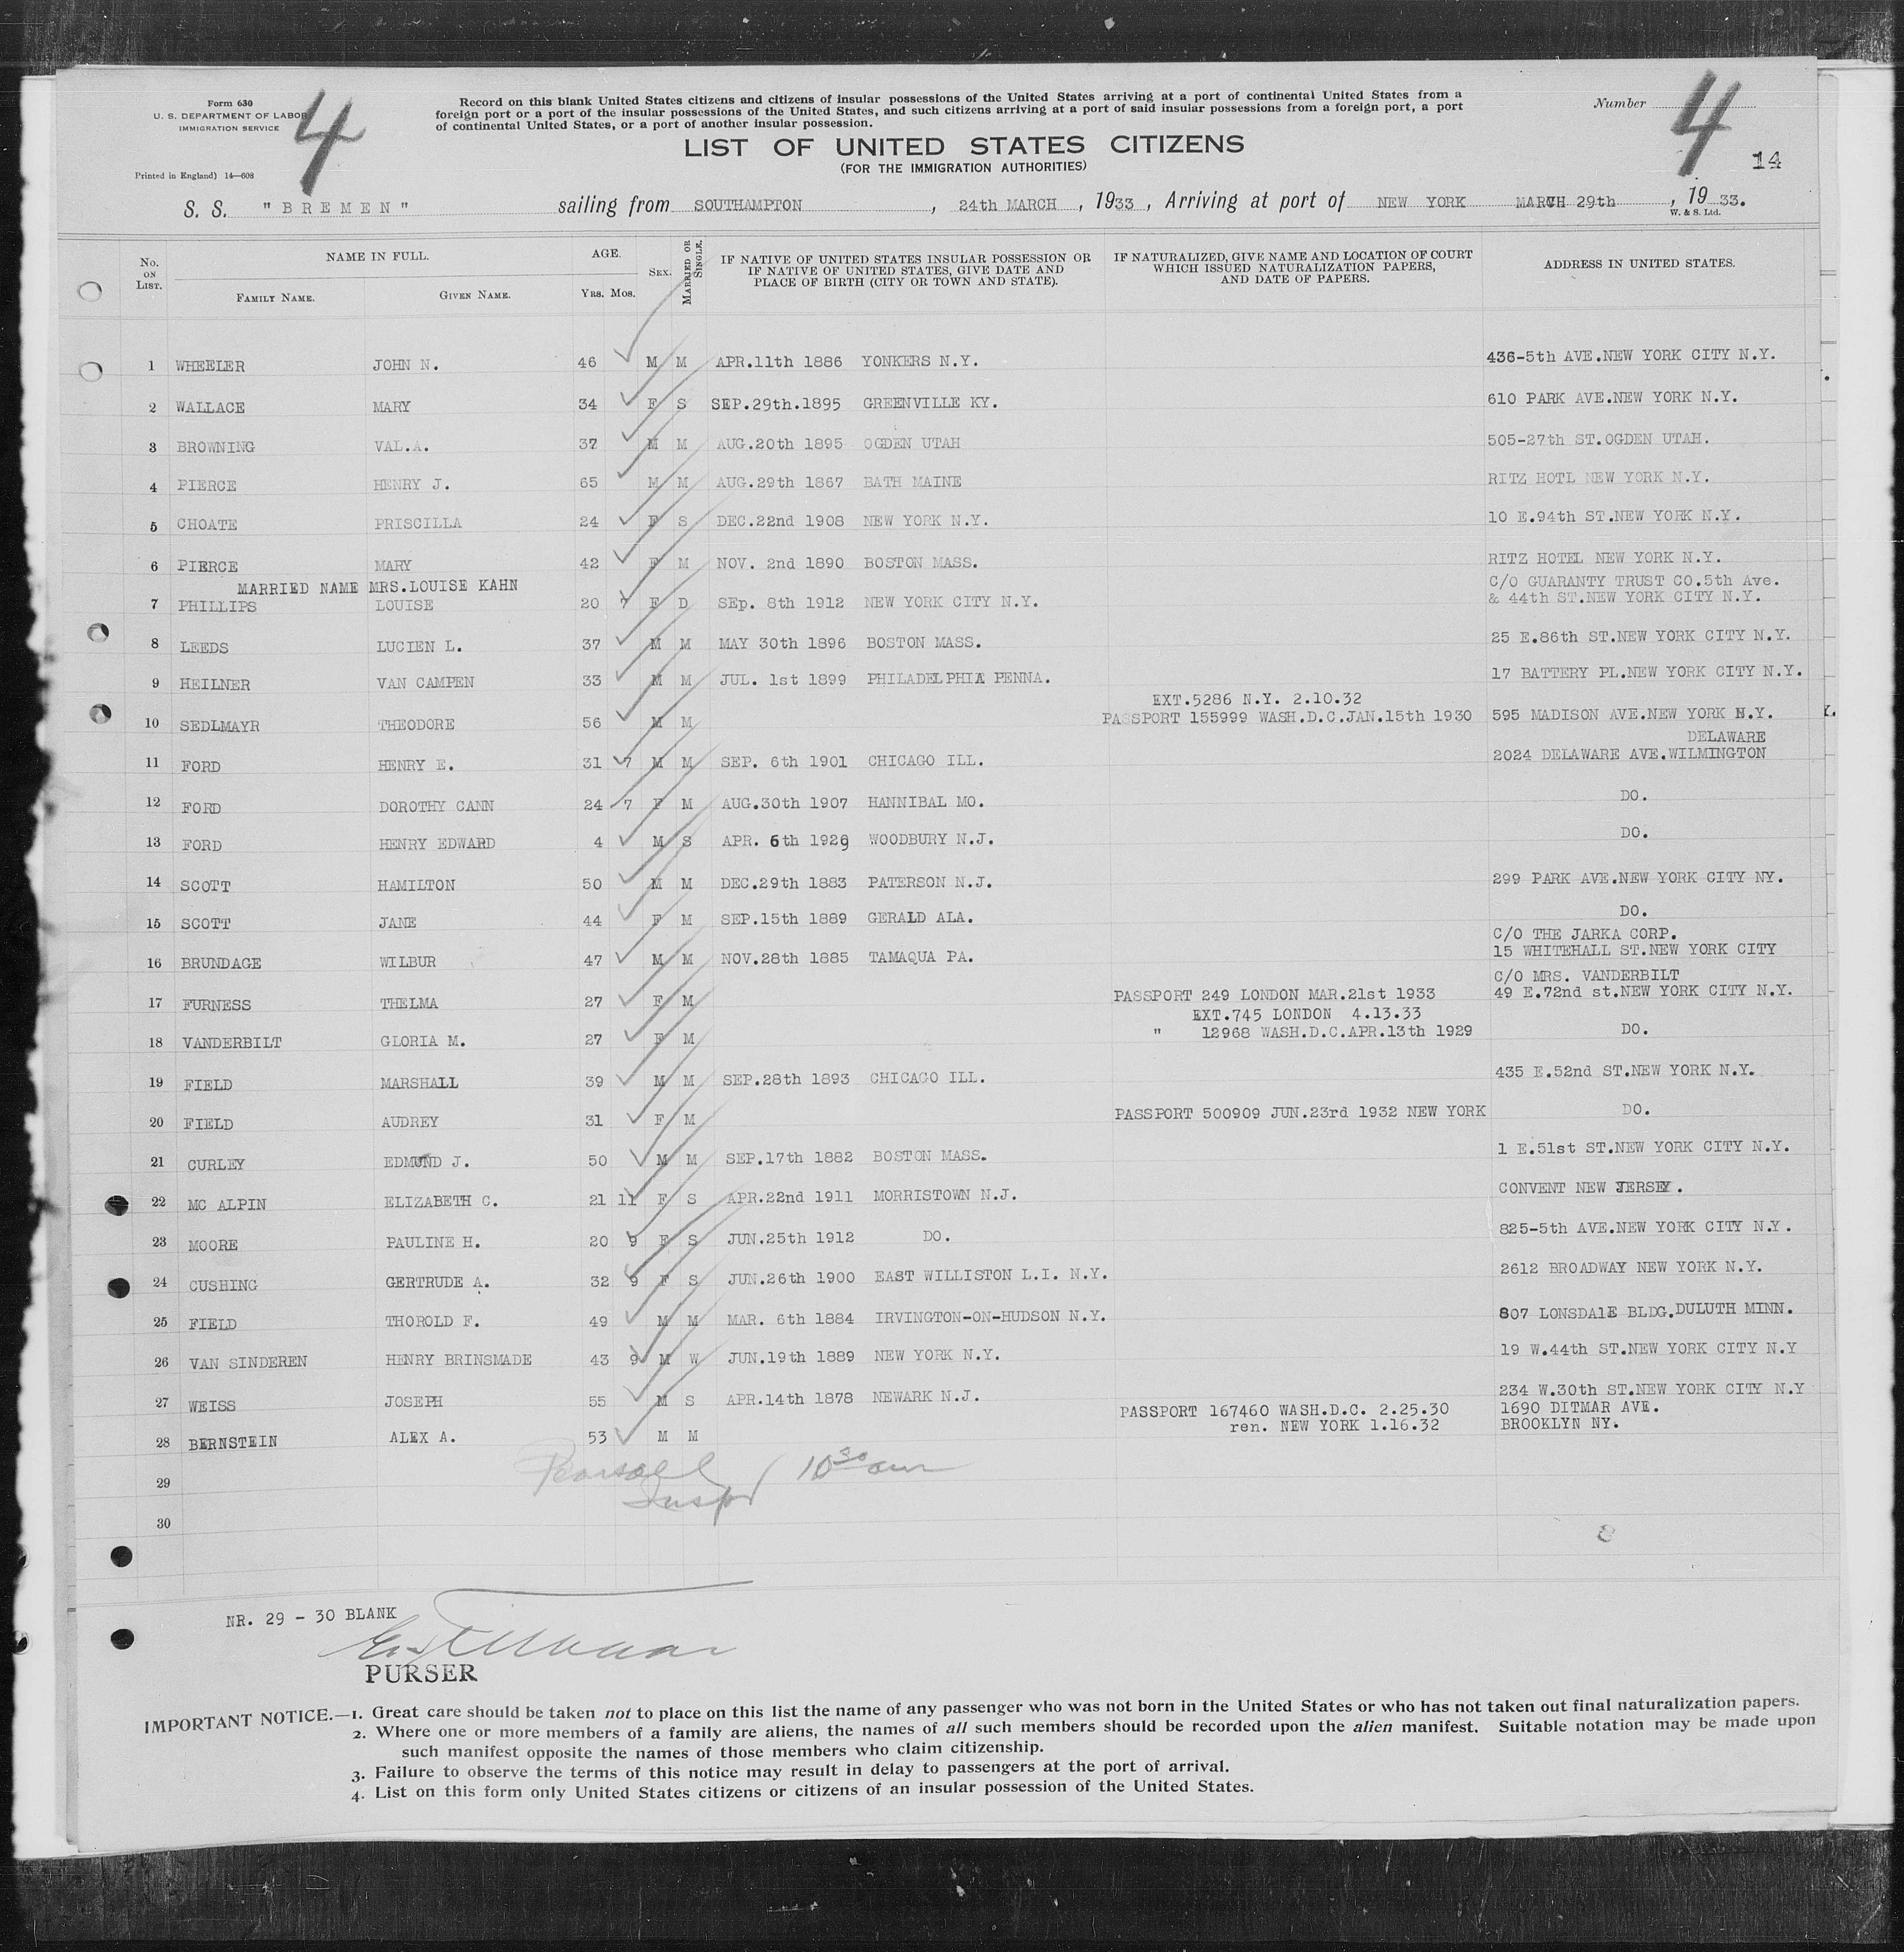 Form 630
U. S. DEPARTMENT OF LABOR
IMMIGRATION SERVICE
Printed in England) 14—608
4
Record on this blank United States citizens and citizens of insular possessions of the United States arriving at a port of continental United States from a
foreign port or a port of the insular possessions of the United States, and such citizens arriving at a port of said insular possessions from a foreign port, a port
of continental United States, or a port of another insular possession.
Number 4
14
LIST OF UNITED STATES CITIZENS
(FOR THE IMMIGRATION AUTHORITIES)
S. S. "BREMEN" sailing from SOUTHAMPTON, 24th MARCH, 1933, Arriving at port of NEW YORK MARCH 29th, 1933.
W. & S. Ltd.
No. ON LIST. NAME IN FULL. FAMILY NAME. GIVEN NAME. AGE. YRS. MOS. SEX. MARRIED OR SINGLE. IF NATIVE OF UNITED STATES INSULAR POSSESSION OR IF NATIVE OF UNITED STATES, GIVE DATE AND PLACE OF BIRTH (CITY OR TOWN AND STATE). IF NATURALIZED, GIVE NAME AND LOCATION OF COURT WHICH ISSUED NATURALIZATION PAPERS, AND DATE OF PAPERS. ADDRESS IN UNITED STATES.
1 WHEELER JOHN N. 46 M M APR.11th 1886 YONKERS N.Y. 436-5th AVE.NEW YORK CITY N.Y.
2 WALLACE MARY 34 F S SEP.29th.1895 GREENVILLE KY. 610 PARK AVE.NEW YORK N.Y.
3 BROWNING VAL.A. 37 M M AUG.20th 1895 OGDEN UTAH 505-27th ST.OGDEN UTAH.
4 PIERCE HENRY J. 65 M M AUG.29th 1867 BATH MAINE RITZ HOTL NEW YORK N.Y.
5 CHOATE PRISCILLA 24 F S DEC.22nd 1908 NEW YORK N.Y. 10 E.94th ST.NEW YORK N.Y.
6 PIERCE MARY 42 F M NOV. 2nd 1890 BOSTON MASS. RITZ HOTEL NEW YORK N.Y.
MARRIED NAME MRS.LOUISE KAHN C/O GUARANTY TRUST CO.5th Ave.
7 PHILLIPS LOUISE 20 7 F D SEp. 8th 1912 NEW YORK CITY N.Y. & 44th ST.NEW YORK CITY N.Y.
8 LEEDS LUCIEN L. 37 M M MAY 30th 1896 BOSTON MASS. 25 E.86th ST.NEW YORK CITY N.Y.
9 HEILNER VAN CAMPEN 33 M M JUL. 1st 1899 PHILADELPHIA PENNA. 17 BATTERY PL.NEW YORK CITY N.Y.
EXT.5286 N.Y. 2.10.32
10 SEDLMAYR THEODORE 56 M M PASSPORT 155999 WASH.D.C.JAN.15th 1930 595 MADISON AVE.NEW YORK N.Y.
DELAWARE
11 FORD HENRY E. 31 7 M M SEP. 6th 1901 CHICAGO ILL. 2024 DELAWARE AVE.WILMINGTON
12 FORD DOROTHY CANN 24 7 F M AUG.30th 1907 HANNIBAL MO. DO.
13 FORD HENRY EDWARD 4 M S APR. 6th 1929 WOODBURY N.J. DO.
14 SCOTT HAMILTON 50 M M DEC.29th 1883 PATERSON N.J. 299 PARK AVE.NEW YORK CITY NY.
15 SCOTT JANE 44 F M SEP.15th 1889 GERALD ALA. DO.
C/O THE JARKA CORP.
16 BRUNDAGE WILBUR 47 M M NOV.28th 1885 TAMAQUA PA. 15 WHITEHALL ST.NEW YORK CITY
C/O MRS. VANDERBILT
17 FURNESS THELMA 27 F M PASSPORT 249 LONDON MAR.21st 1933 49 E.72nd st.NEW YORK CITY N.Y.
EXT.745 LONDON 4.13.33
18 VANDERBILT GLORIA M. 27 F M " 12968 WASH.D.C.APR.13th 1929 DO.
19 FIELD MARSHALL 39 M M SEP.28th 1893 CHICAGO ILL. 435 E.52nd ST.NEW YORK N.Y.
20 FIELD AUDREY 31 F M PASSPORT 500909 JUN.23rd 1932 NEW YORK DO.
21 CURLEY EDMUND J. 50 M M SEP.17th 1882 BOSTON MASS. 1 E.51st ST.NEW YORK CITY N.Y.
22 MC ALPIN ELIZABETH C. 21 11 F S APR.22nd 1911 MORRISTOWN N.J. CONVENT NEW JERSEY.
23 MOORE PAULINE H. 20 9 F S JUN.25th 1912 DO. 825-5th AVE.NEW YORK CITY N.Y.
24 CUSHING GERTRUDE A. 32 9 F S JUN.26th 1900 EAST WILLISTON L.I. N.Y. 2612 BROADWAY NEW YORK N.Y.
25 FIELD THOROLD F. 49 M M MAR. 6th 1884 IRVINGTON-ON-HUDSON N.Y. 807 LONSDAlE BLDG.DULUTH MINN.
26 VAN SINDEREN HENRY BRINSMADE 43 9 M W JUN.19th 1889 NEW YORK N.Y. 19 W.44th ST.NEW YORK CITY N.Y
27 WEISS JOSEPH 55 M S APR.14th 1878 NEWARK N.J. 234 W.30th ST.NEW YORK CITY N.Y
PASSPORT 167460 WASH.D.C. 2.25.30 1690 DITMAR AVE.
28 BERNSTEIN ALEX A. 53 M M ren. NEW YORK 1.16.32 BROOKLYN NY.
29 Pearsall / 10 30 am
Inspr
30
8
NR. 29 - 30 BLANK
PURSER
IMPORTANT NOTICE.—1. Great care should be taken not to place on this list the name of any passenger who was not born in the United States or who has not taken out final naturalization papers.
2. Where one or more members of a family are aliens, the names of all such members should be recorded upon the alien manifest. Suitable notation may be made upon
such manifest opposite the names of those members who claim citizenship.
3. Failure to observe the terms of this notice may result in delay to passengers at the port of arrival.
4. List on this form only United States citizens or citizens of an insular possession of the United States.